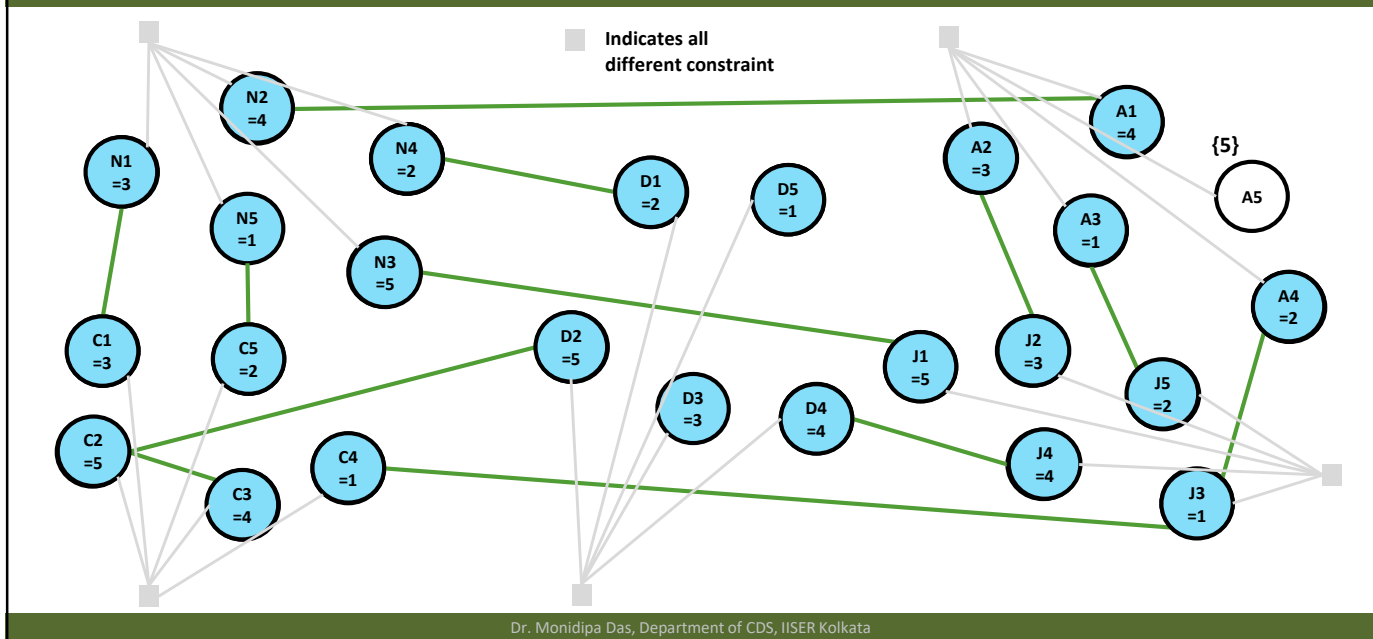 Indicates all
different constraint
N2
=4
A1
=4
N1
=3
N4
=2
A2
=3
{5}
D1
=2
D5
=1
A5
N5
=1
A3
=1
N3
=5
A4
=2
C1
=3
C5
=2
D2
=5
J1
=5
J2
=3
J5
=2
D3
=3
D4
=4
C2
=5
C4
=1
J4
=4
C3
=4
J3
=1
Dr. Monidipa Das, Department of CDS, IISER Kolkata